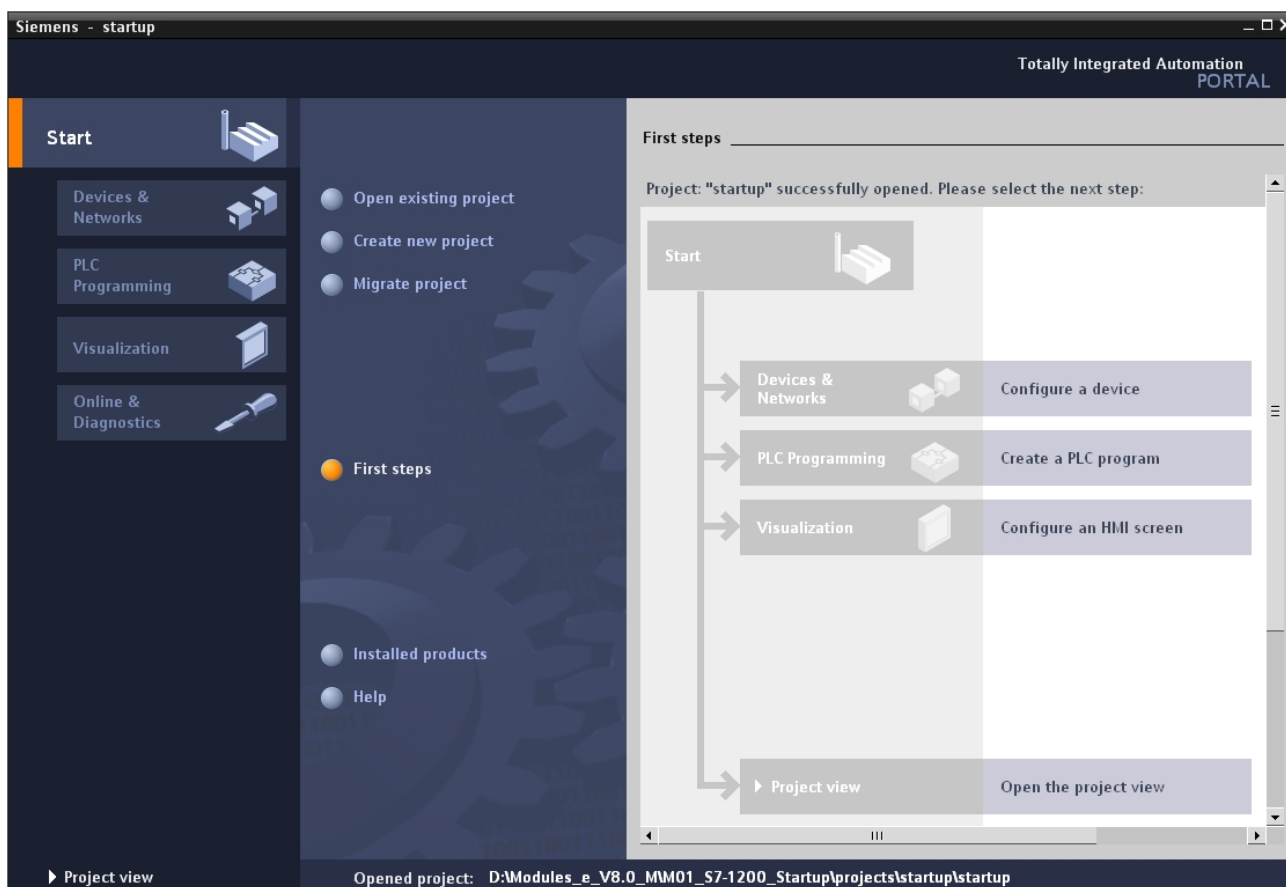 Siemens - startup
Totally Integrated Automation
PORTAL
Start
Devices &
Networks
PLC
Programming
Visualization
Online &
Diagnostics
Project view
Open existing project
Create new project
Migrate project
First steps
Installed products
Help
First steps
Project: "startup" successfully opened. Please select the next step:
Start
Devices &
Networks
Configure a device
PLC Programming
Create a PLC program
Visualization
Configure an HMI screen
Project view
Open the project view
Opened project: D:\Modules_e_V8.0_M\M01_S7-1200_Startup\projects\startup\startup